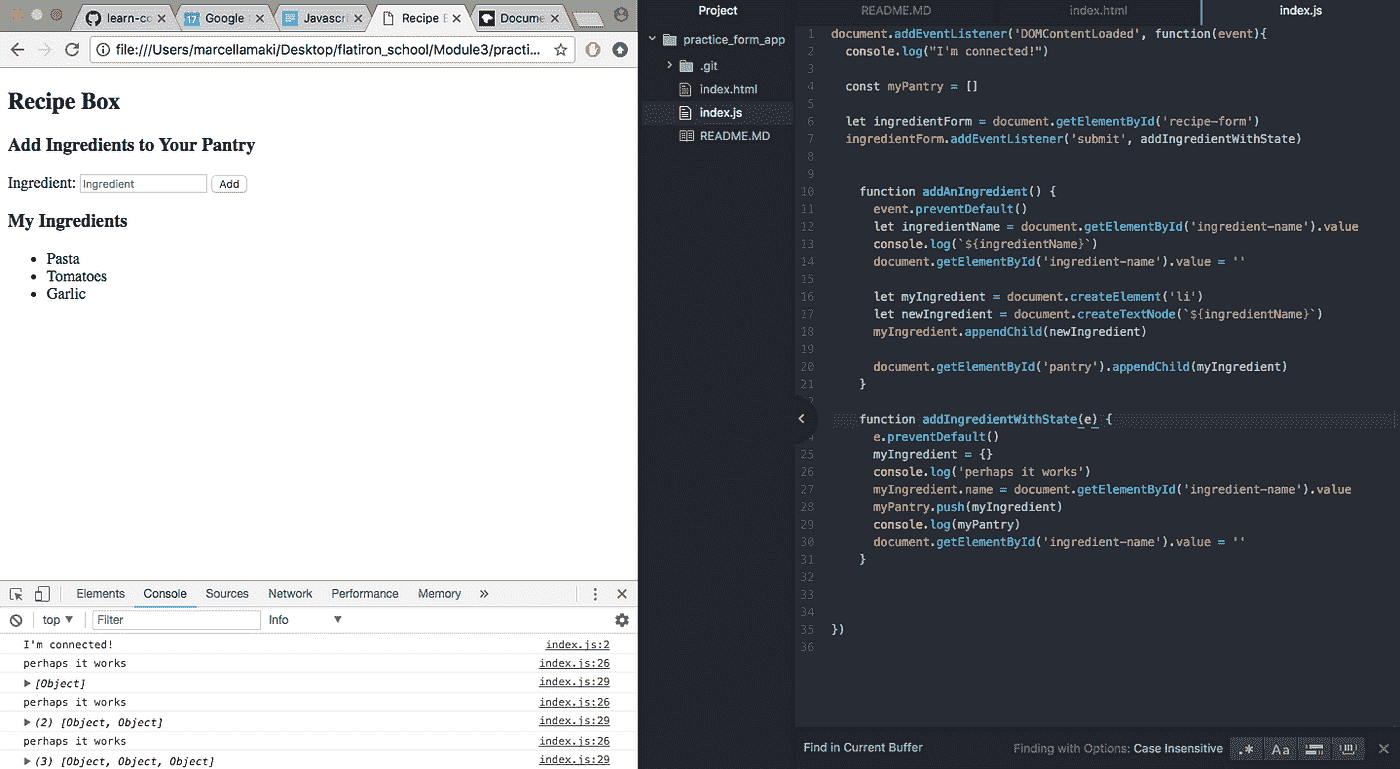 learn-co
Google
Javascri
Recipe B
Docume
file:///Users/marcellamaki/Desktop/flatiron_school/Module3/practi...
Recipe Box
Add Ingredients to Your Pantry
Ingredient: Ingredient Add
My Ingredients
• Pasta
• Tomatoes
• Garlic
Elements Console Sources Network Performance Memory »
top ▼ Filter Info ▼
I'm connected! index.js:2
perhaps it works index.js:26
▶ [Object] index.js:29
perhaps it works index.js:26
▶ (2) [Object, Object] index.js:29
perhaps it works index.js:26
▶ (3) [Object, Object, Object] index.js:29
Project
practice_form_app
.git
index.html
index.js
README.MD
README.MD index.html index.js
1 document.addEventListener('DOMContentLoaded', function(event){
2 console.log("I'm connected!")
3
4 const myPantry = []
5
6 let ingredientForm = document.getElementById('recipe-form')
7 ingredientForm.addEventListener('submit', addIngredientWithState)
8
9
10 function addAnIngredient() {
11 event.preventDefault()
12 let ingredientName = document.getElementById('ingredient-name').value
13 console.log(`${ingredientName}`)
14 document.getElementById('ingredient-name').value = ''
15
16 let myIngredient = document.createElement('li')
17 let newIngredient = document.createTextNode(`${ingredientName}`)
18 myIngredient.appendChild(newIngredient)
19
20 document.getElementById('pantry').appendChild(myIngredient)
21 }
2
function addIngredientWithState(e) {
4 e.preventDefault()
25 myIngredient = {}
26 console.log('perhaps it works')
27 myIngredient.name = document.getElementById('ingredient-name').value
28 myPantry.push(myIngredient)
29 console.log(myPantry)
30 document.getElementById('ingredient-name').value = ''
31 }
32
33
34
35 })
36
Find in Current Buffer Finding with Options: Case Insensitive .* Aa